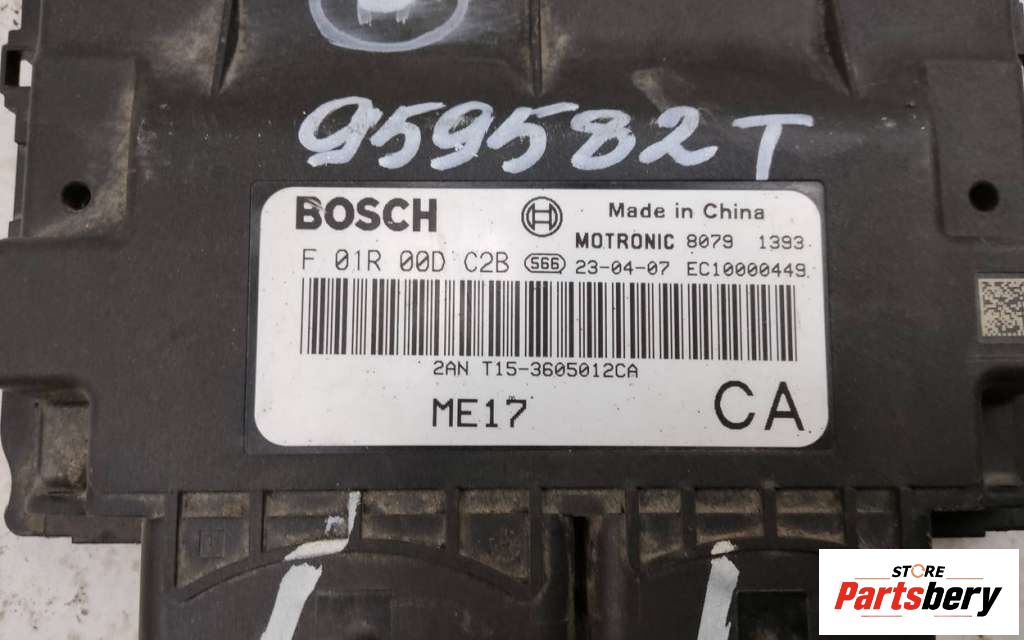 959582T
BOSCH Made in China
MOTRONIC 8079 1393
F 01R 00D C2B 566 23-04-07 EC10000449
2AN T15-3605012CA
ME17 CA
STORE
Partsbery